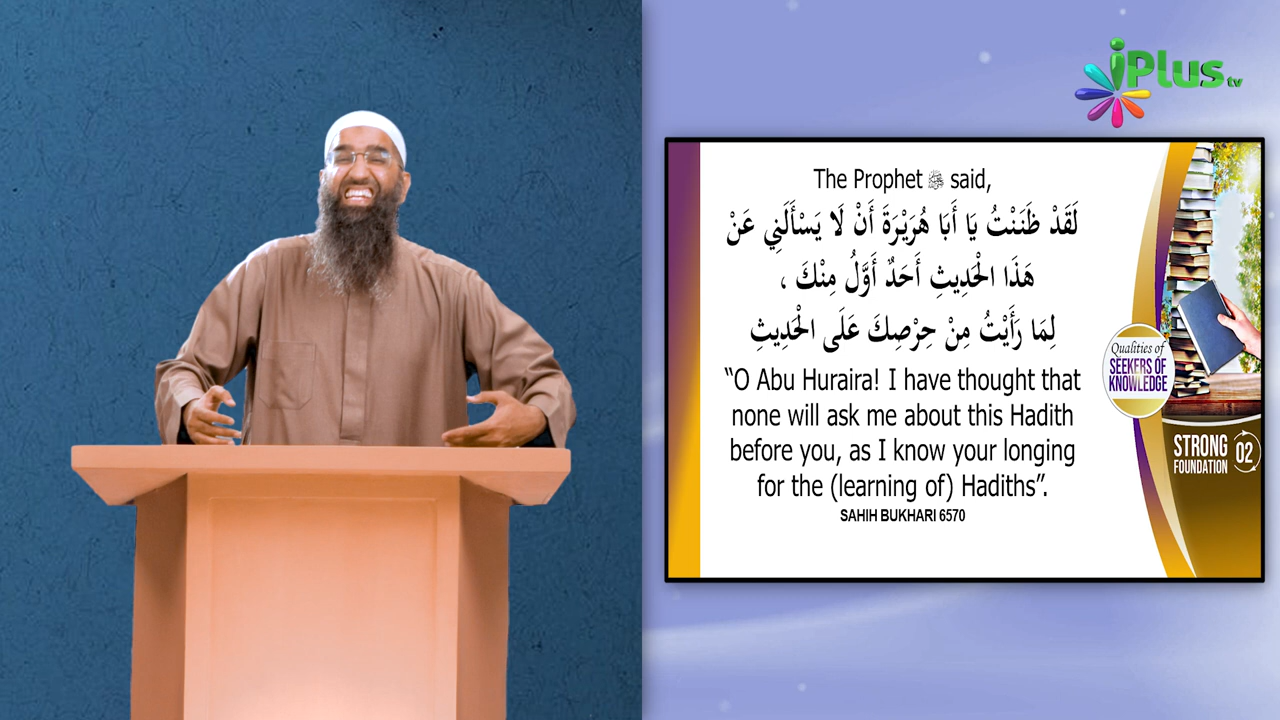 iPlus tv
The Prophet ﷺ said,
لَقَدْ ظَنَنْتُ يَا أَبَا هُرَيْرَةَ أَنْ لَا يَسْأَلَنِي عَنْ
هَذَا الْحَدِيثِ أَحَدٌ أَوَّلُ مِنْكَ ،
لِمَا رَأَيْتُ مِنْ حِرْصِكَ عَلَى الْحَدِيثِ
“O Abu Huraira! I have thought that
none will ask me about this Hadith
before you, as I know your longing
for the (learning of) Hadiths”.
SAHIH BUKHARI 6570
Qualities of
SEEKERS OF
KNOWLEDGE
STRONG
FOUNDATION
02